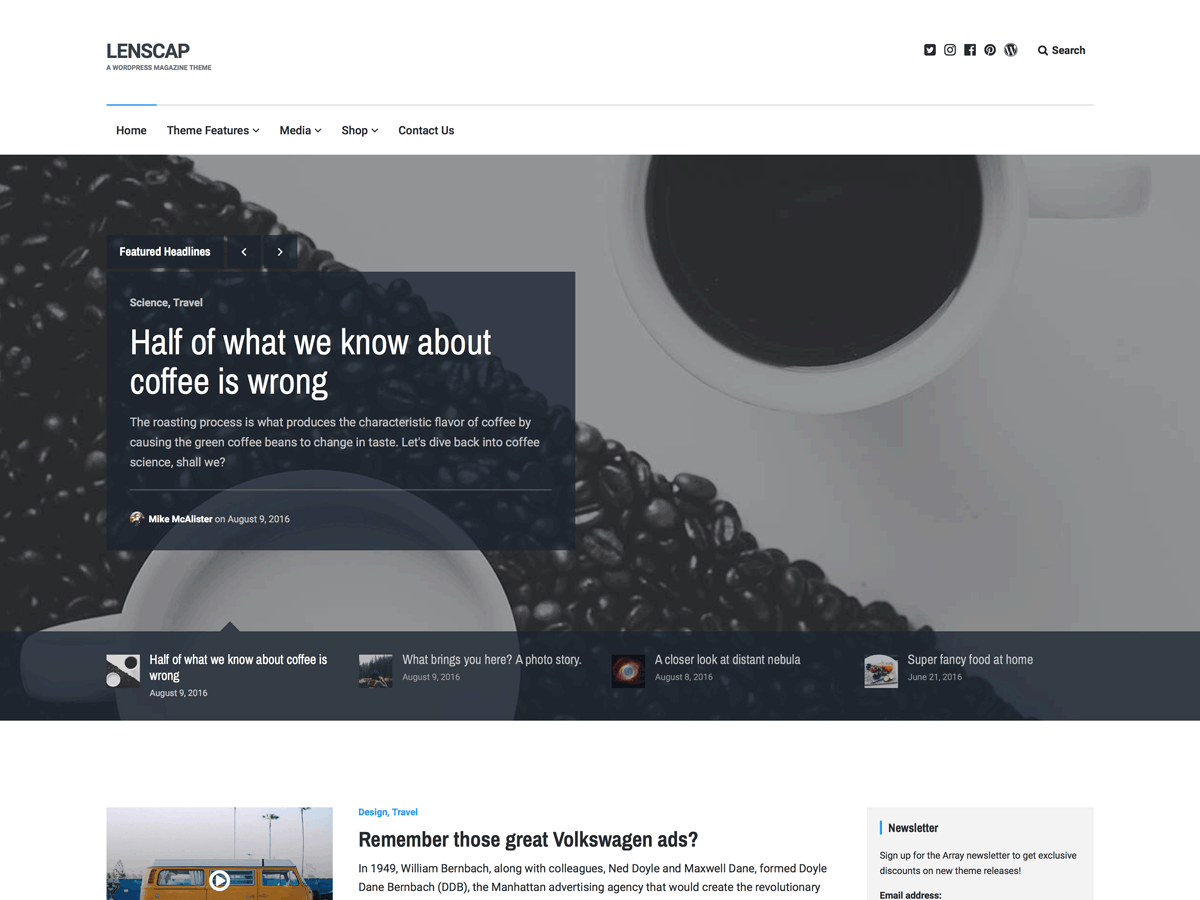 LENSCAP
A WORDPRESS MAGAZINE THEME
Search
Home Theme Features Media Shop Contact Us
Featured Headlines
Science, Travel
Half of what we know about
coffee is wrong
The roasting process is what produces the characteristic flavor of coffee by
causing the green coffee beans to change in taste. Let's dive back into coffee
science, shall we?
Mike McAlister on August 9, 2016
Half of what we know about coffee is
wrong
August 9, 2016
What brings you here? A photo story.
August 9, 2016
A closer look at distant nebula
August 8, 2016
Super fancy food at home
June 21, 2016
Design, Travel
Remember those great Volkswagen ads?
In 1949, William Bernbach, along with colleagues, Ned Doyle and Maxwell Dane, formed Doyle
Dane Bernbach (DDB), the Manhattan advertising agency that would create the revolutionary
Newsletter
Sign up for the Array newsletter to get exclusive
discounts on new theme releases!
Email address: